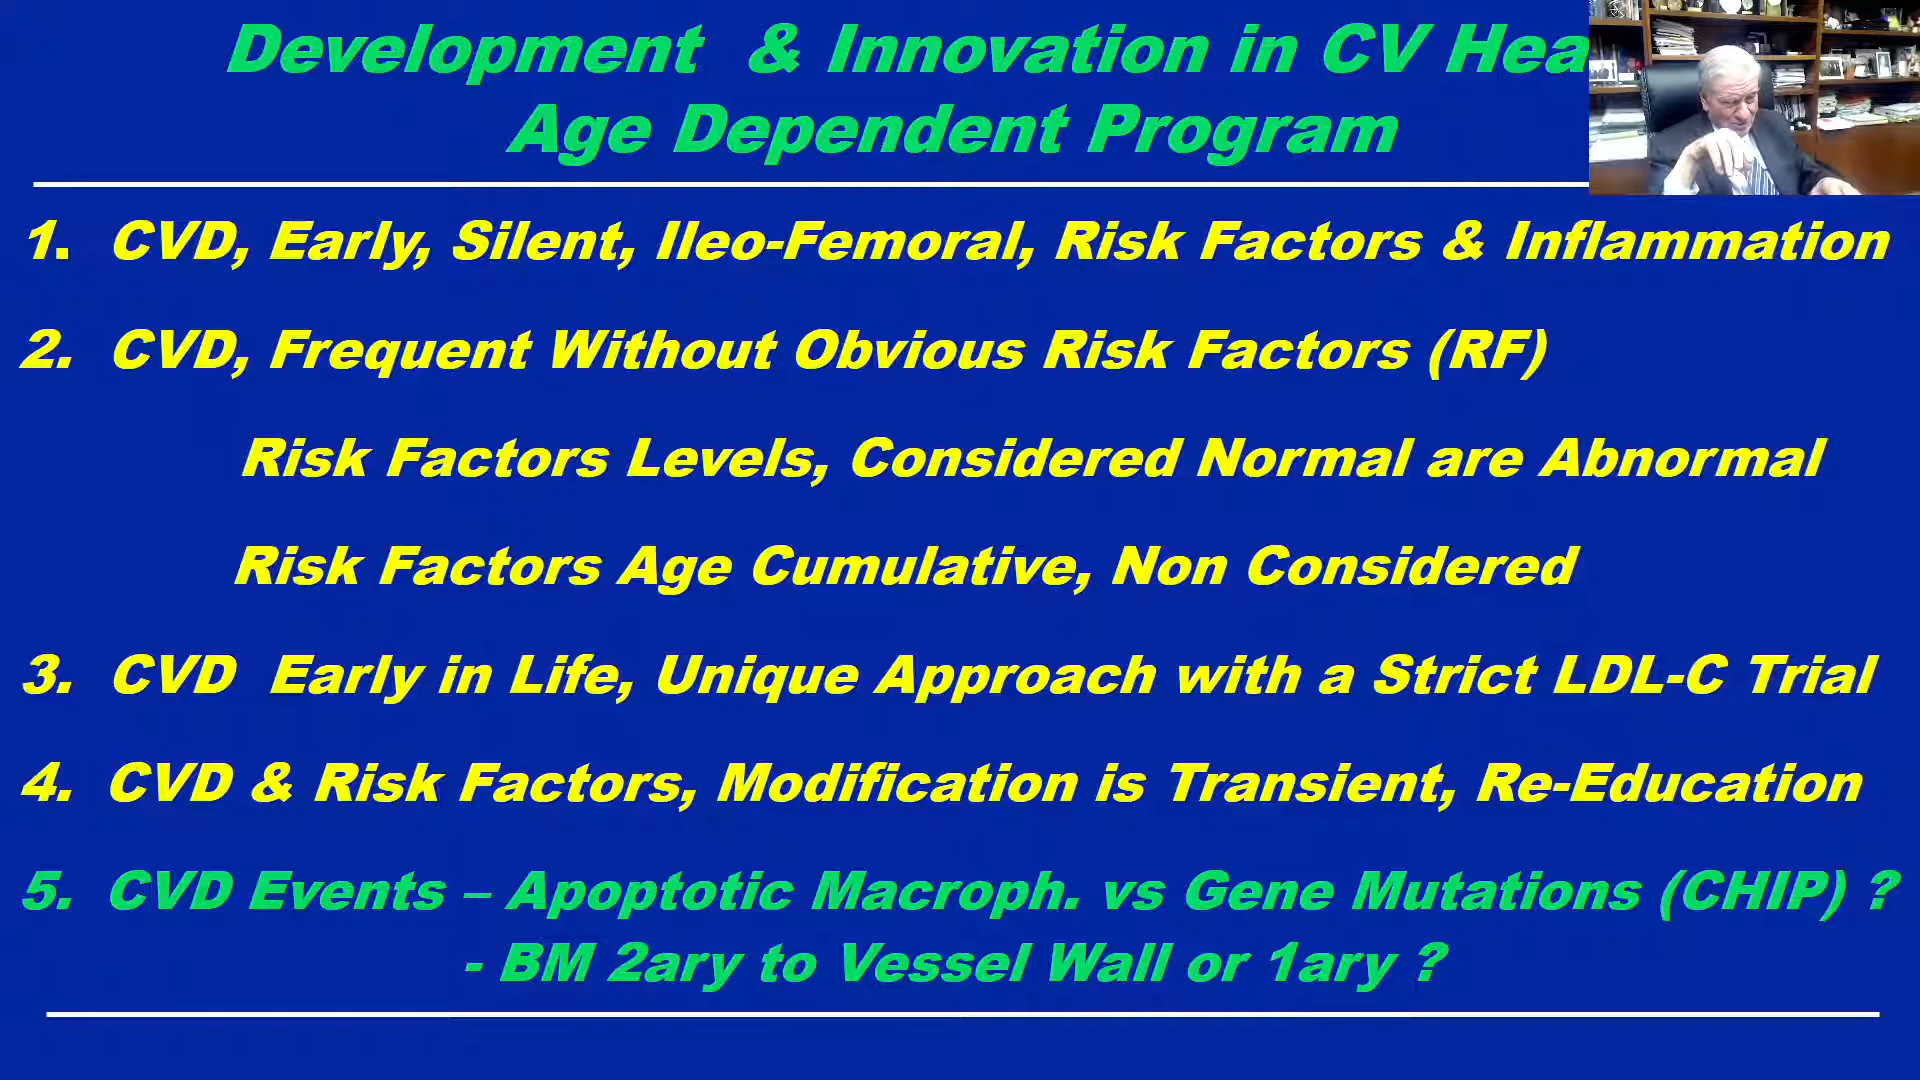 Development & Innovation in CV Hea
Age Dependent Program
1. CVD, Early, Silent, Ileo-Femoral, Risk Factors & Inflammation
2. CVD, Frequent Without Obvious Risk Factors (RF)
Risk Factors Levels, Considered Normal are Abnormal
Risk Factors Age Cumulative, Non Considered
3. CVD Early in Life, Unique Approach with a Strict LDL-C Trial
4. CVD & Risk Factors, Modification is Transient, Re-Education
5. CVD Events – Apoptotic Macroph. vs Gene Mutations (CHIP) ?
- BM 2ary to Vessel Wall or 1ary ?